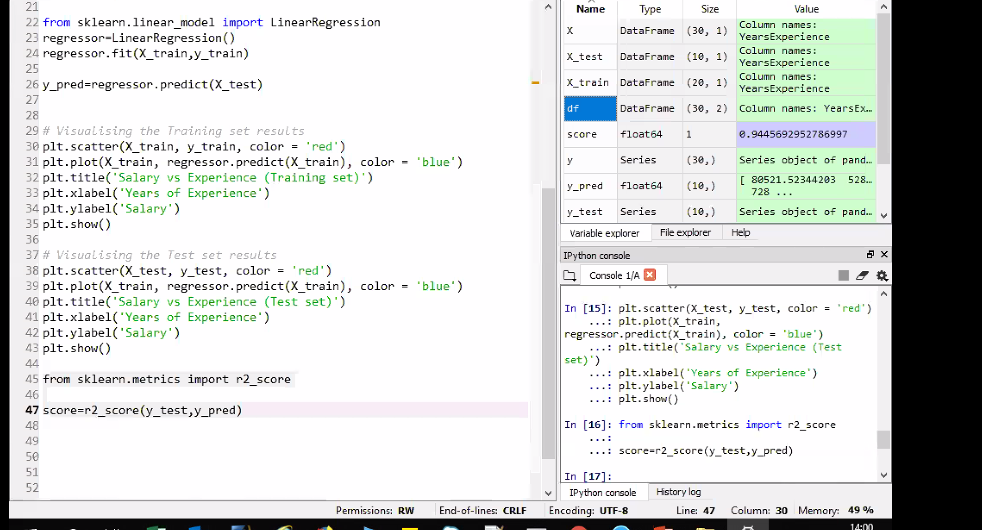 21
22 from sklearn.linear_model import LinearRegression
23 regressor=LinearRegression()
24 regressor.fit(X_train,y_train)
25
26 y_pred=regressor.predict(X_test)
27
28
29 # Visualising the Training set results
30 plt.scatter(X_train, y_train, color = 'red')
31 plt.plot(X_train, regressor.predict(X_train), color = 'blue')
32 plt.title('Salary vs Experience (Training set)')
33 plt.xlabel('Years of Experience')
34 plt.ylabel('Salary')
35 plt.show()
36
37 # Visualising the Test set results
38 plt.scatter(X_test, y_test, color = 'red')
39 plt.plot(X_train, regressor.predict(X_train), color = 'blue')
40 plt.title('Salary vs Experience (Test set)')
41 plt.xlabel('Years of Experience')
42 plt.ylabel('Salary')
43 plt.show()
44
45 from sklearn.metrics import r2_score
46
47 score=r2_score(y_test,y_pred)
48
49
50
51
52
Name Type Size Value
X DataFrame (30, 1) Column names: YearsExperience
X_test DataFrame (10, 1) Column names: YearsExperience
X_train DataFrame (20, 1) Column names: YearsExperience
df DataFrame (30, 2) Column names: YearsEx…
score float64 1 0.9445692952786997
y Series (30,) Series object of pand…
y_pred float64 (10,) [ 80521.52344203 528… 728 ...
y_test Series (10,) Series object of pand…
Variable explorer File explorer Help
IPython console
Console 1/A
In [15]: plt.scatter(X_test, y_test, color = 'red')
...: plt.plot(X_train,
regressor.predict(X_train), color = 'blue')
...: plt.title('Salary vs Experience (Test
set)')
...: plt.xlabel('Years of Experience')
...: plt.ylabel('Salary')
...: plt.show()
In [16]: from sklearn.metrics import r2_score
...:
...: score=r2_score(y_test,y_pred)
In [17]:
IPython console History log
Permissions: RW End-of-lines: CRLF Encoding: UTF-8 Line: 47 Column: 30 Memory: 49 %
14:00